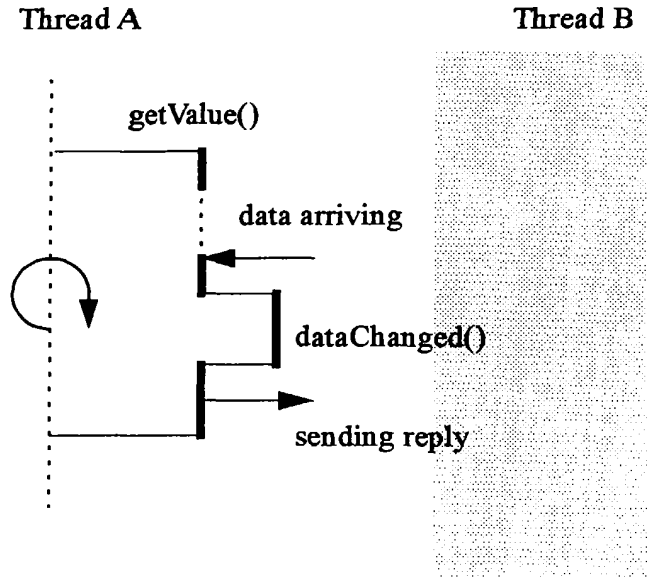 Thread A
Thread B
getValue()
data arriving
dataChanged()
sending reply